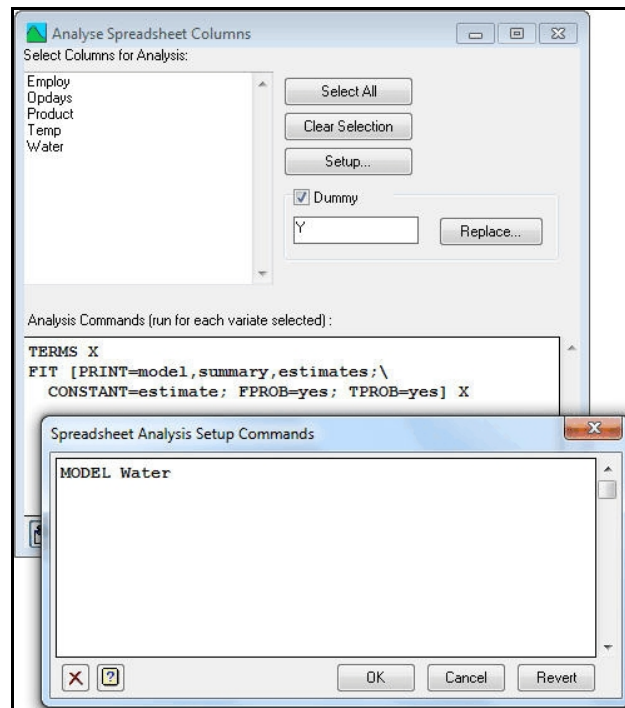 Analyse Spreadsheet Columns
Select Columns for Analysis:
Employ
Opdays
Product
Temp
Water
Select All
Clear Selection
Setup...
Dummy
Y
Replace...
Analysis Commands (run for each variate selected) :
TERMS X
FIT [PRINT=model,summary,estimates;\
CONSTANT=estimate; FPROB=yes; TPROB=yes] X
Spreadsheet Analysis Setup Commands
MODEL Water
OK
Cancel
Revert